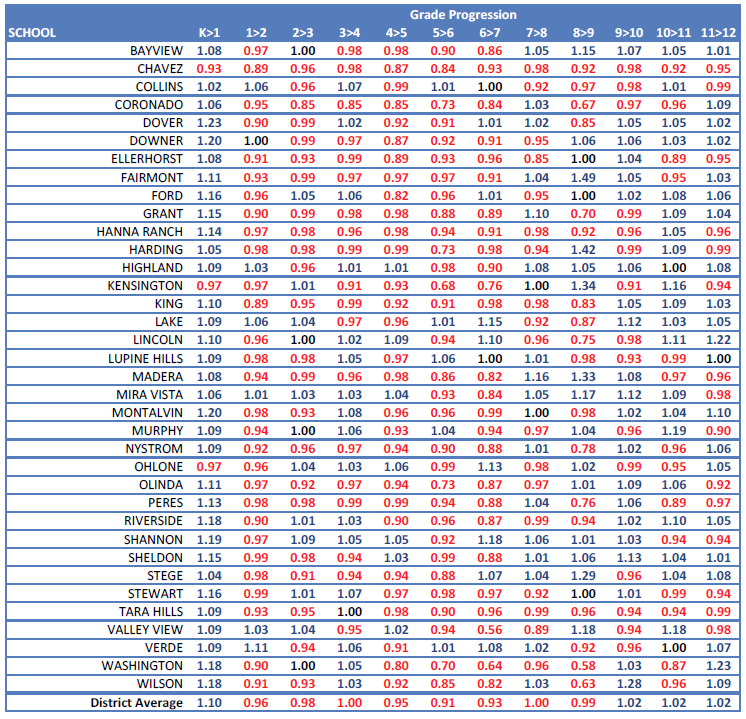 Grade Progression
SCHOOL K>1 1>2 2>3 3>4 4>5 5>6 6>7 7>8 8>9 9>10 10>11 11>12
BAYVIEW 1.08 0.97 1.00 0.98 0.98 0.90 0.86 1.05 1.15 1.07 1.05 1.01
CHAVEZ 0.93 0.89 0.96 0.98 0.87 0.84 0.93 0.98 0.92 0.98 0.92 0.95
COLLINS 1.02 1.06 0.96 1.07 0.99 1.01 1.00 0.92 0.97 0.98 1.01 0.99
CORONADO 1.06 0.95 0.85 0.85 0.85 0.73 0.84 1.03 0.67 0.97 0.96 1.09
DOVER 1.23 0.90 0.99 1.02 0.92 0.91 1.01 1.02 0.85 1.05 1.05 1.02
DOWNER 1.20 1.00 0.99 0.97 0.87 0.92 0.91 0.95 1.06 1.06 1.03 1.02
ELLERHORST 1.08 0.91 0.93 0.99 0.89 0.93 0.96 0.85 1.00 1.04 0.89 0.95
FAIRMONT 1.11 0.93 0.99 0.97 0.97 0.97 0.91 1.04 1.49 1.05 0.95 1.03
FORD 1.16 0.96 1.05 1.06 0.82 0.96 1.01 0.95 1.00 1.02 1.08 1.06
GRANT 1.15 0.90 0.99 0.98 0.98 0.88 0.89 1.10 0.70 0.99 1.09 1.04
HANNA RANCH 1.14 0.97 0.98 0.96 0.98 0.94 0.91 0.98 0.92 0.96 1.05 0.96
HARDING 1.05 0.98 0.98 0.99 0.99 0.73 0.98 0.94 1.42 0.99 1.09 0.99
HIGHLAND 1.09 1.03 0.96 1.01 1.01 0.98 0.90 1.08 1.05 1.06 1.00 1.08
KENSINGTON 0.97 0.97 1.01 0.91 0.93 0.68 0.76 1.00 1.34 0.91 1.16 0.94
KING 1.10 0.89 0.95 0.99 0.92 0.91 0.98 0.98 0.83 1.05 1.09 1.03
LAKE 1.09 1.06 1.04 0.97 0.96 1.01 1.15 0.92 0.87 1.12 1.03 1.05
LINCOLN 1.10 0.96 1.00 1.02 1.09 0.94 1.10 0.96 0.75 0.98 1.11 1.22
LUPINE HILLS 1.09 0.98 0.98 1.05 0.97 1.06 1.00 1.01 0.98 0.93 0.99 1.00
MADERA 1.08 0.94 0.99 0.96 0.98 0.86 0.82 1.16 1.33 1.08 0.97 0.96
MIRA VISTA 1.06 1.01 1.03 1.03 1.04 0.93 0.84 1.05 1.17 1.12 1.09 0.98
MONTALVIN 1.20 0.98 0.93 1.08 0.96 0.96 0.99 1.00 0.98 1.02 1.04 1.10
MURPHY 1.09 0.94 1.00 1.06 0.93 1.04 0.94 0.97 1.04 0.96 1.19 0.90
NYSTROM 1.09 0.92 0.96 0.97 0.94 0.90 0.88 1.01 0.78 1.02 0.96 1.06
OHLONE 0.97 0.96 1.04 1.03 1.06 0.99 1.13 0.98 1.02 0.99 0.95 1.05
OLINDA 1.11 0.97 0.92 0.97 0.94 0.73 0.87 0.97 1.01 1.09 1.06 0.92
PERES 1.13 0.98 0.98 0.99 0.99 0.94 0.88 1.04 0.76 1.06 0.89 0.97
RIVERSIDE 1.18 0.90 1.01 1.03 0.90 0.96 0.87 0.99 0.94 1.02 1.10 1.05
SHANNON 1.19 0.97 1.09 1.05 1.05 0.92 1.18 1.06 1.01 1.03 0.94 0.94
SHELDON 1.15 0.99 0.98 0.94 1.03 0.99 0.88 1.01 1.06 1.13 1.04 1.01
STEGE 1.04 0.98 0.91 0.94 0.94 0.88 1.07 1.04 1.29 0.96 1.04 1.08
STEWART 1.16 0.99 1.01 1.07 0.97 0.98 0.97 0.92 1.00 1.01 0.99 0.94
TARA HILLS 1.09 0.93 0.95 1.00 0.98 0.90 0.96 0.99 0.96 0.94 0.94 0.99
VALLEY VIEW 1.09 1.03 1.04 0.95 1.02 0.94 0.56 0.89 1.18 0.94 1.18 0.98
VERDE 1.09 1.11 0.94 1.06 0.91 1.01 1.08 1.02 0.92 0.96 1.00 1.07
WASHINGTON 1.18 0.90 1.00 1.05 0.80 0.70 0.64 0.96 0.58 1.03 0.87 1.23
WILSON 1.18 0.91 0.93 1.03 0.92 0.85 0.82 1.03 0.63 1.28 0.96 1.09
District Average 1.10 0.96 0.98 1.00 0.95 0.91 0.93 1.00 0.99 1.02 1.02 1.02